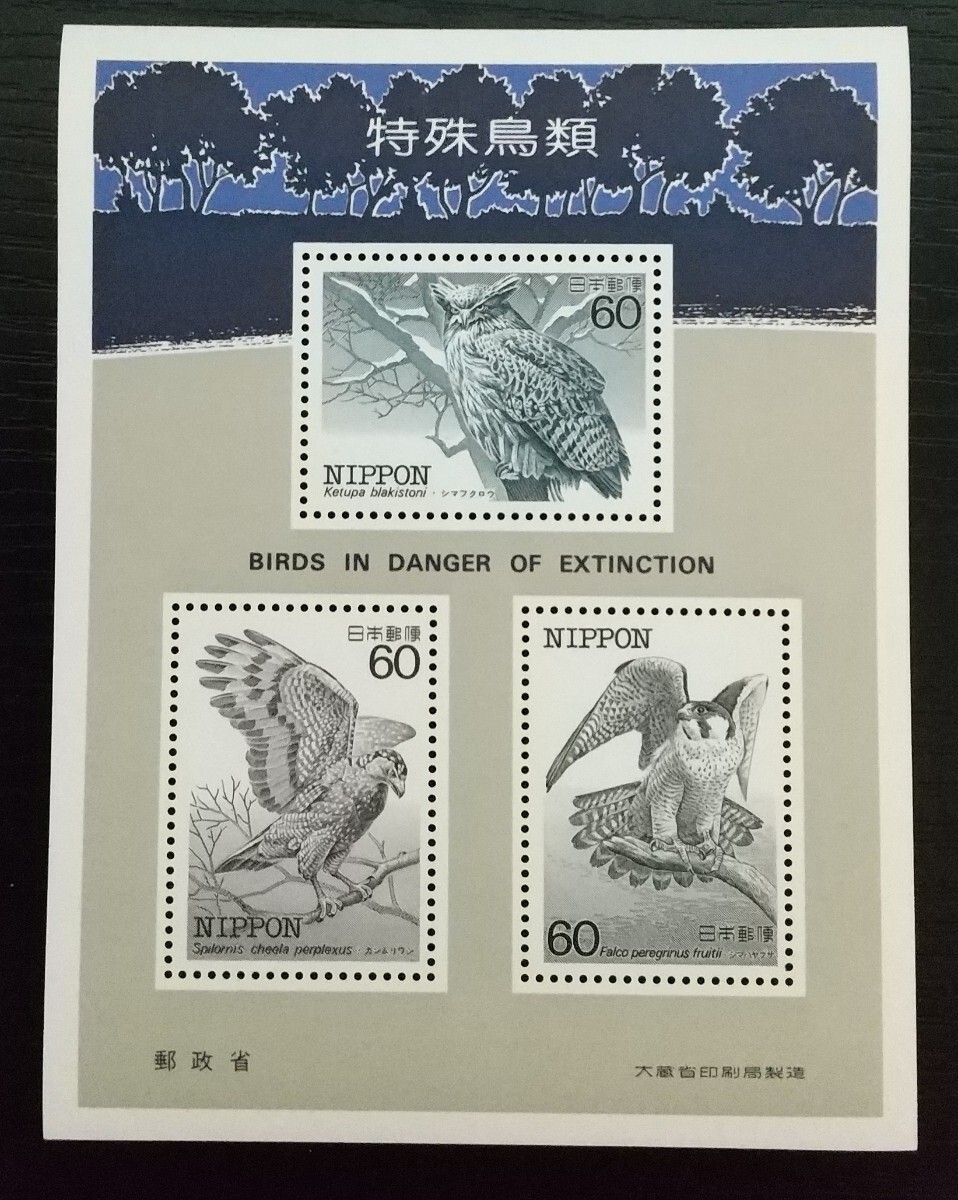 特殊鳥類
日本郵便
60
NIPPON
Ketupa blakistoni・シマフクロウ
BIRDS IN DANGER OF EXTINCTION
日本郵便
60
NIPPON
Spilornis cheela perplexus・カンムリワシ
NIPPON
60
日本郵便
Falco peregrinus fruitii・シマハヤブサ
郵政省
大蔵省印刷局製造